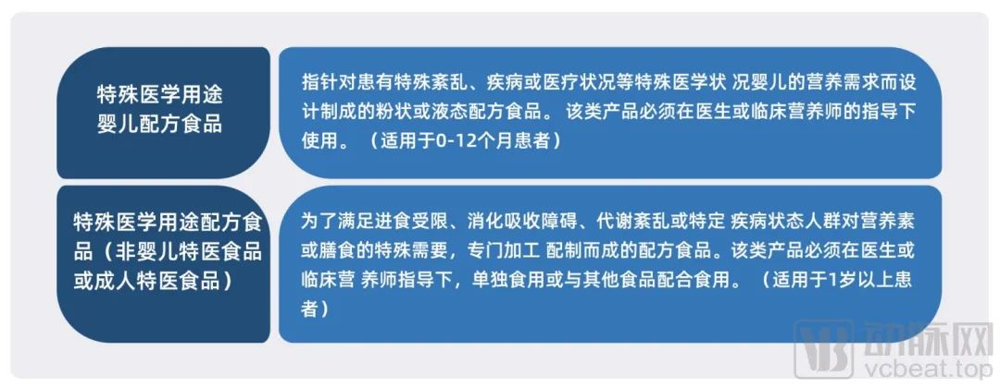 特殊医学用途
婴儿配方食品
指针对患有特殊紊乱、疾病或医疗状况等特殊医学状 况婴儿的营养需求而设
计制成的粉状或液态配方食品。 该类产品必须在医生或临床营养师的指导下
使用。 （适用于0-12个月患者）
特殊医学用途配方食
品（非婴儿特医食品
或成人特医食品）
为了满足进食受限、消化吸收障碍、代谢紊乱或特定 疾病状态人群对营养素
或膳食的特殊需要，专门加工 配制而成的配方食品。该类产品必须在医生或
临床营 养师指导下，单独食用或与其他食品配合食用。 （适用于1岁以上患
者）
动脉网
vcbeat.top